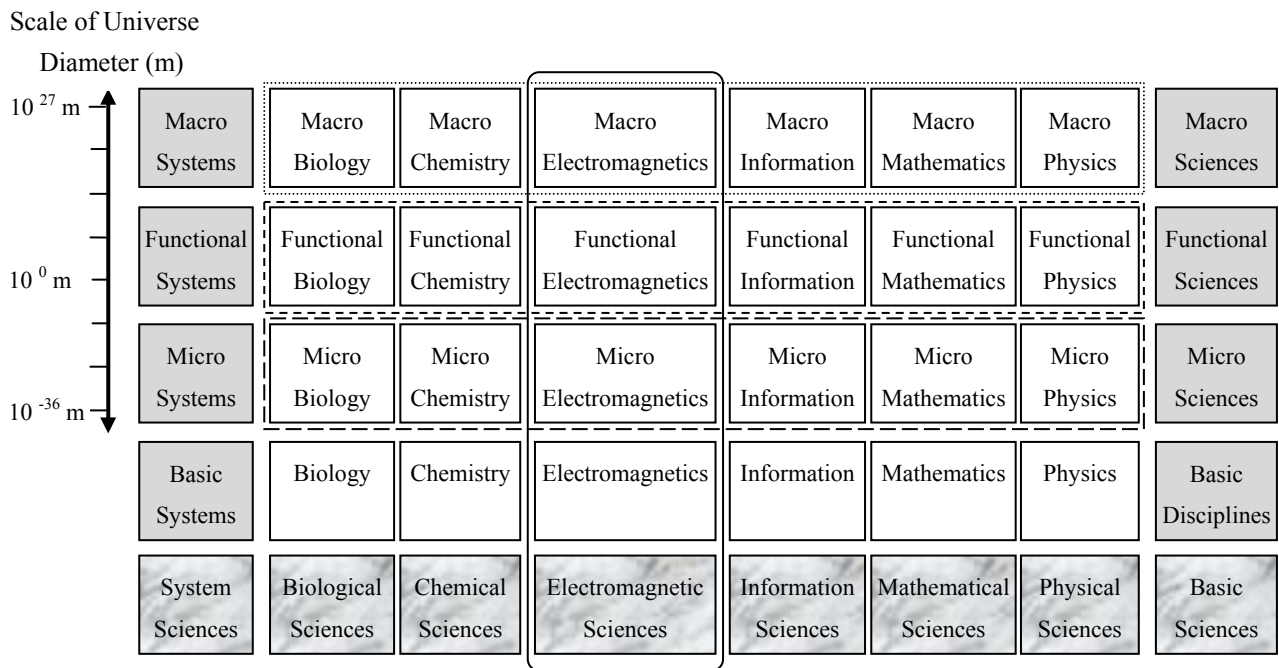 Scale of Universe
Diameter (m)
10 27 m
10 0 m
10 -36 m
Macro
Systems
Macro
Biology
Macro
Chemistry
Macro
Electromagnetics
Macro
Information
Macro
Mathematics
Macro
Physics
Macro
Sciences
Functional
Systems
Functional
Biology
Functional
Chemistry
Functional
Electromagnetics
Functional
Information
Functional
Mathematics
Functional
Physics
Functional
Sciences
Micro
Systems
Micro
Biology
Micro
Chemistry
Micro
Electromagnetics
Micro
Information
Micro
Mathematics
Micro
Physics
Micro
Sciences
Basic
Systems
Biology
Chemistry
Electromagnetics
Information
Mathematics
Physics
Basic
Disciplines
System
Sciences
Biological
Sciences
Chemical
Sciences
Electromagnetic
Sciences
Information
Sciences
Mathematical
Sciences
Physical
Sciences
Basic
Sciences